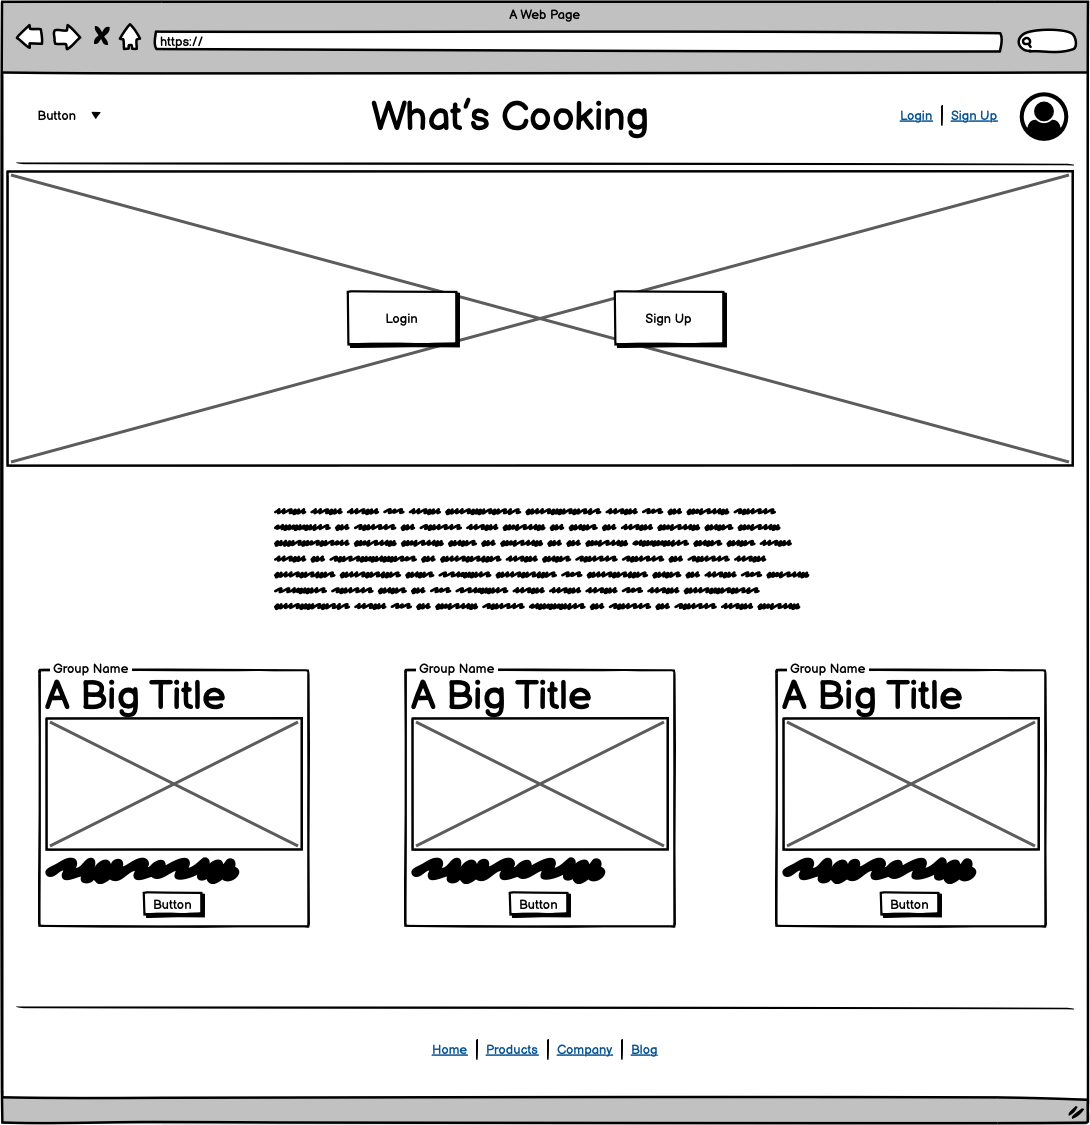 A Web Page
https://
Button
What's Cooking
Login | Sign Up
Login
Sign Up
Group Name
A Big Title
Button
Group Name
A Big Title
Button
Group Name
A Big Title
Button
Home | Products | Company | Blog